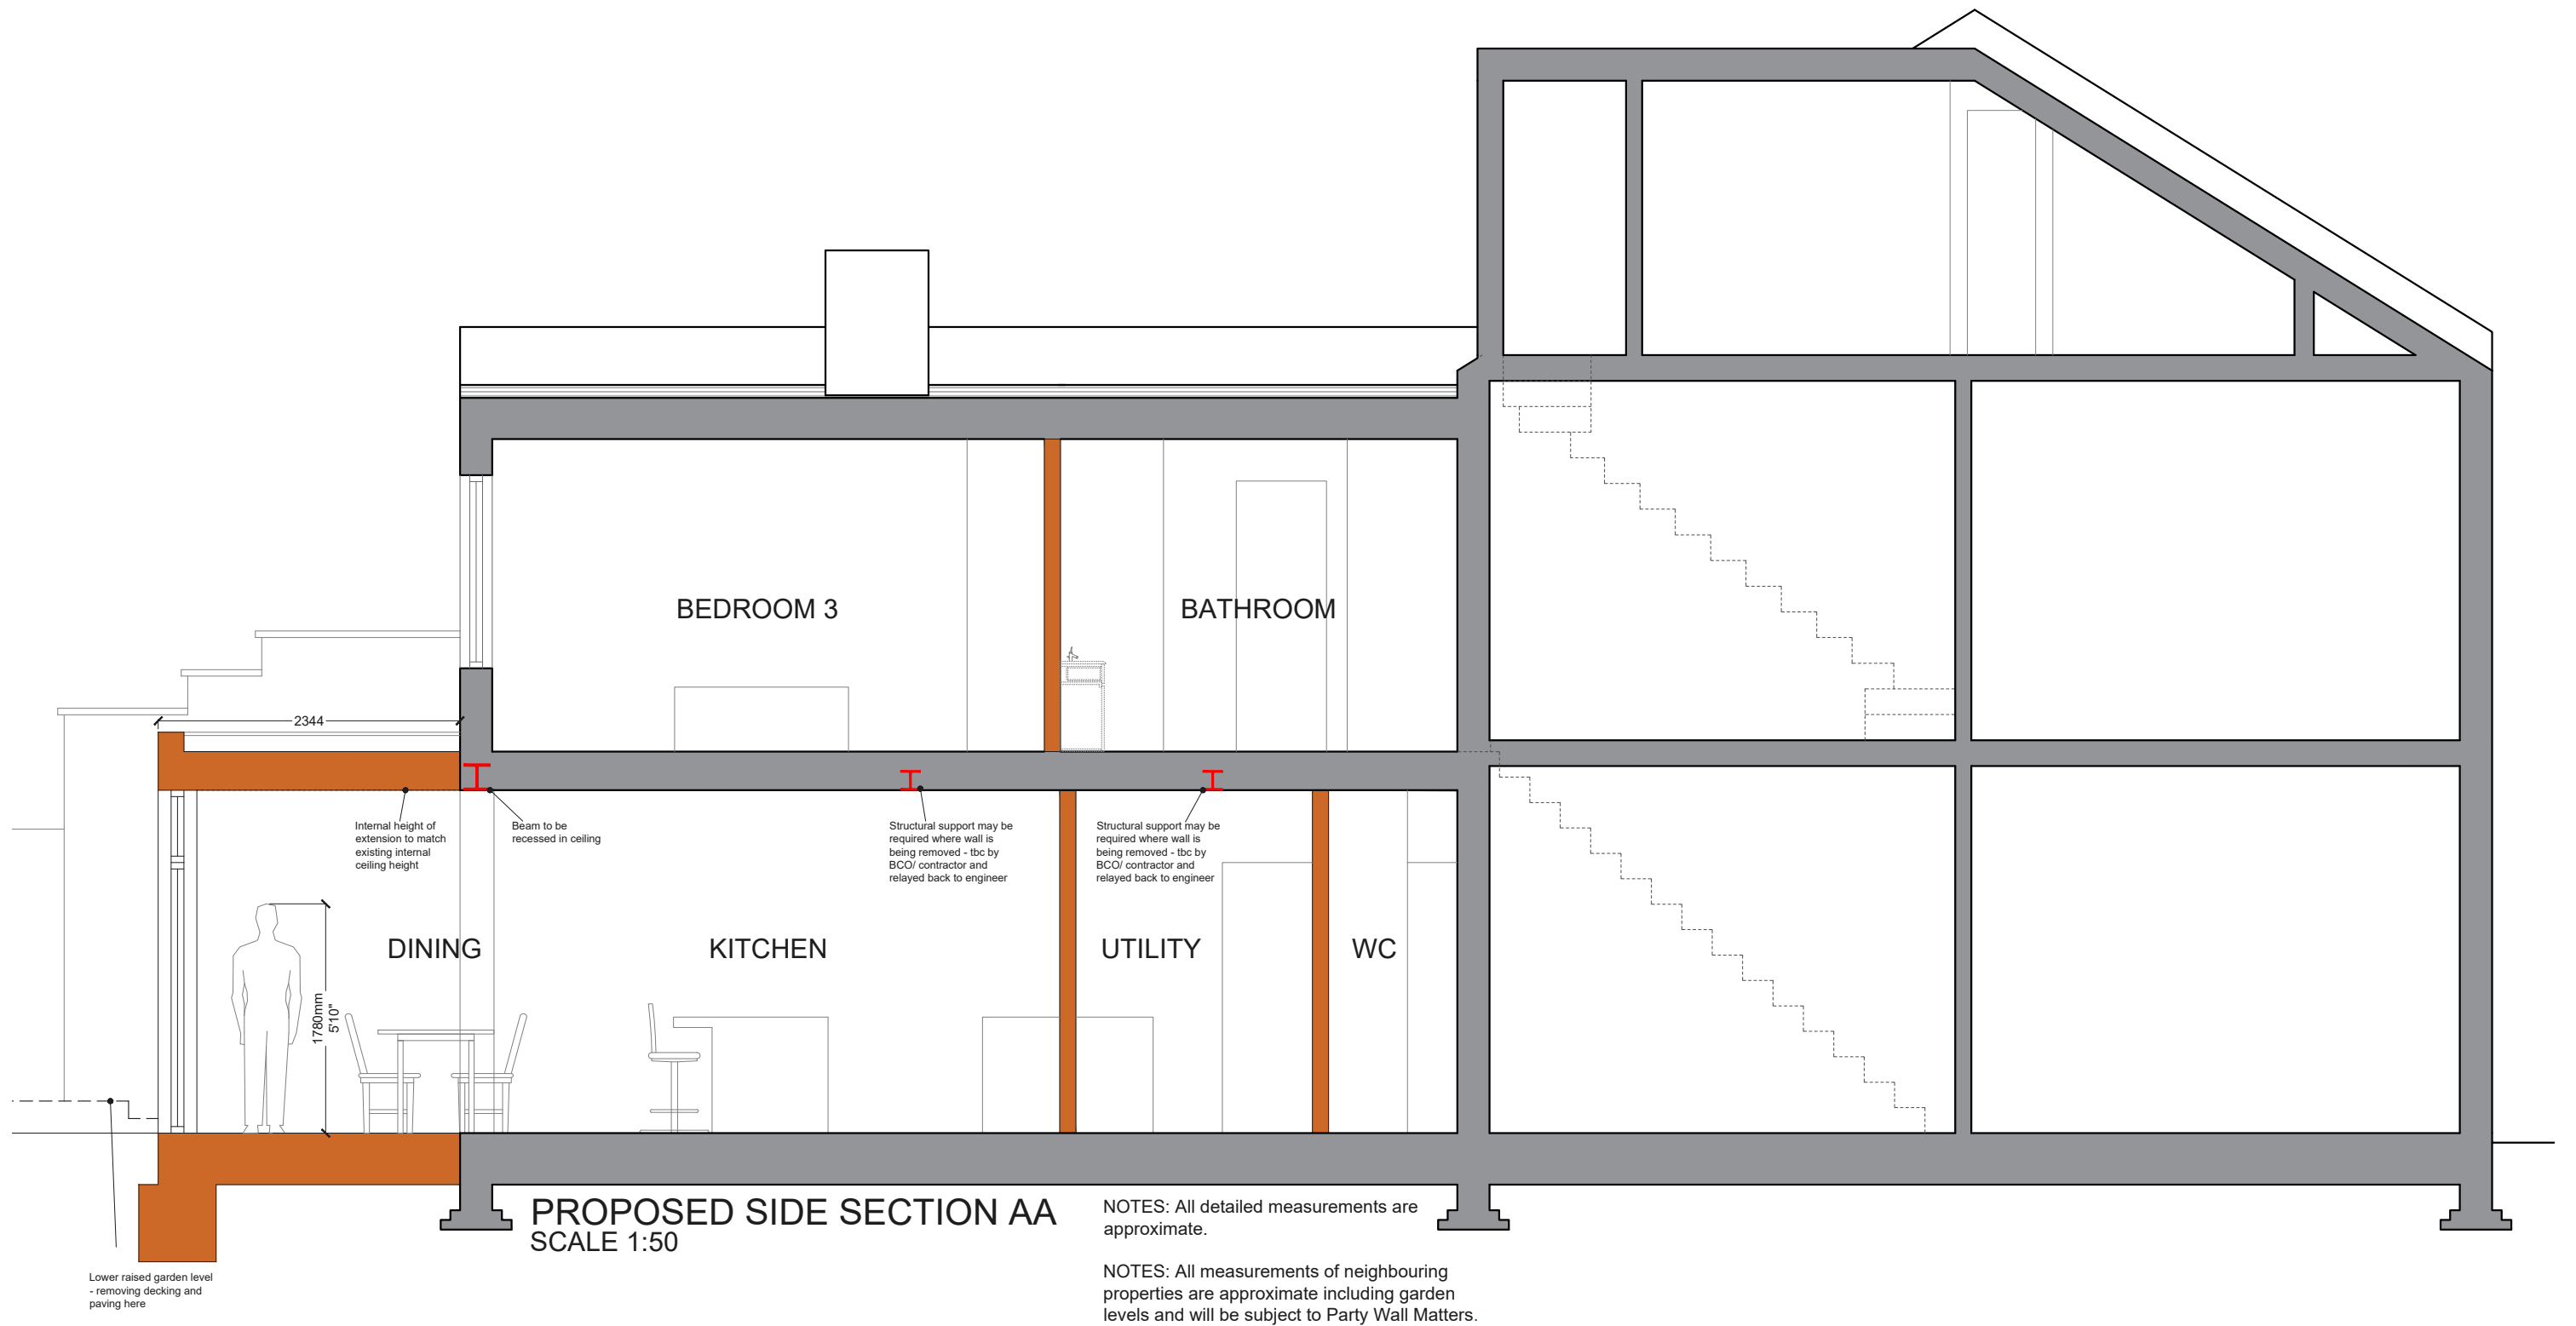 BEDROOM 3
BATHROOM
2344
Internal height of
extension to match
existing internal
ceiling height
Beam to be
recessed in ceiling
Structural support may be
required where wall is
being removed - tbc by
BCO/ contractor and
relayed back to engineer
Structural support may be
required where wall is
being removed - tbc by
BCO/ contractor and
relayed back to engineer
DINING
KITCHEN
UTILITY
WC
1780mm
5'10"
PROPOSED SIDE SECTION AA
SCALE 1:50
NOTES: All detailed measurements are
approximate.
NOTES: All measurements of neighbouring
properties are approximate including garden
levels and will be subject to Party Wall Matters.
Lower raised garden level
- removing decking and
paving here